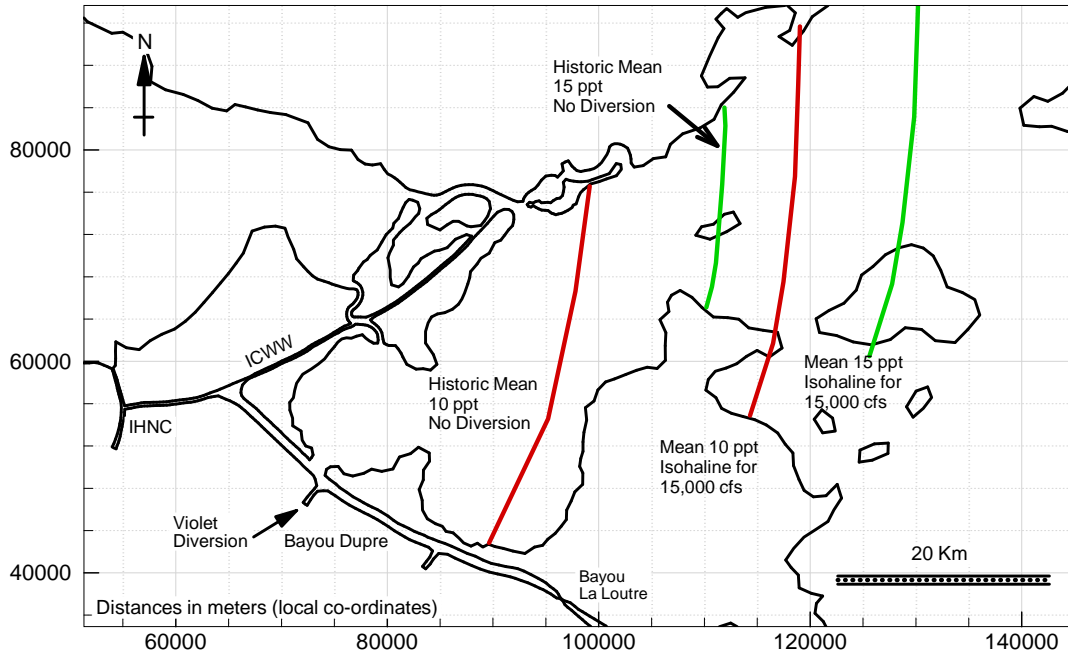 N
Historic Mean
15 ppt
No Diversion
80000
ICWW
60000
Historic Mean
10 ppt
No Diversion
Mean 15 ppt
Isohaline for
15,000 cfs
IHNC
Mean 10 ppt
Isohaline for
15,000 cfs
Violet
Diversion
Bayou Dupre
20 Km
40000
Bayou
La Loutre
Distances in meters (local co-ordinates)
60000
80000
100000
120000
140000